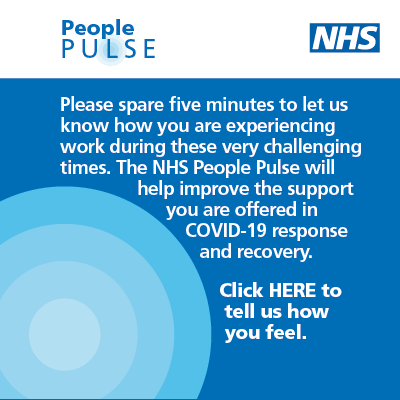 People
PULSE
NHS
Please spare five minutes to let us
know how you are experiencing
work during these very challenging
times. The NHS People Pulse will
help improve the support
you are offered in
COVID-19 response
and recovery.
Click HERE to
tell us how
you feel.